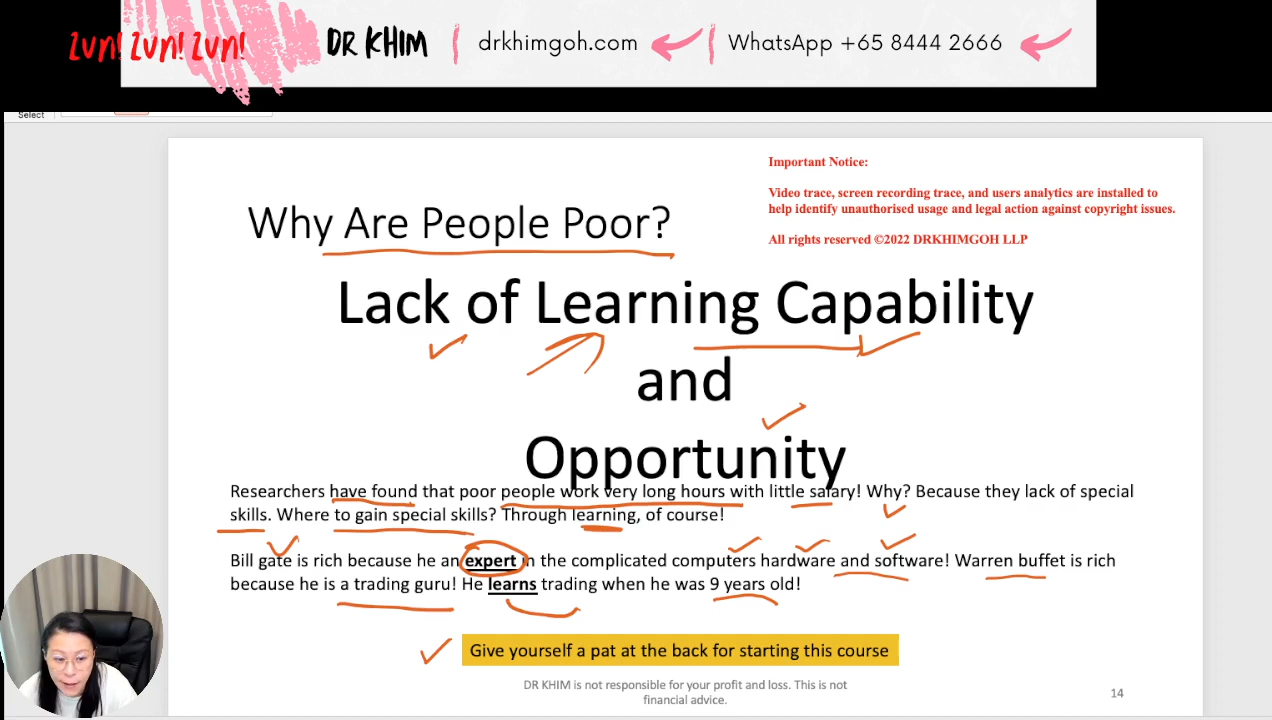 Zun! Zun! Zun!
DR KHIM
drkhimgoh.com
WhatsApp +65 8444 2666
Select
Important Notice:
Video trace, screen recording trace, and users analytics are installed to
help identify unauthorised usage and legal action against copyright issues.
All rights reserved ©2022 DRKHIMGOH LLP
Why Are People Poor?
Lack of Learning Capability
and
Opportunity
Researchers have found that poor people work very long hours with little salary! Why? Because they lack of special
skills. Where to gain special skills? Through learning, of course!
Bill gate is rich because he an expert in the complicated computers hardware and software! Warren buffet is rich
because he is a trading guru! He learns trading when he was 9 years old!
Give yourself a pat at the back for starting this course
DR KHIM is not responsible for your profit and loss. This is not
financial advice.
14